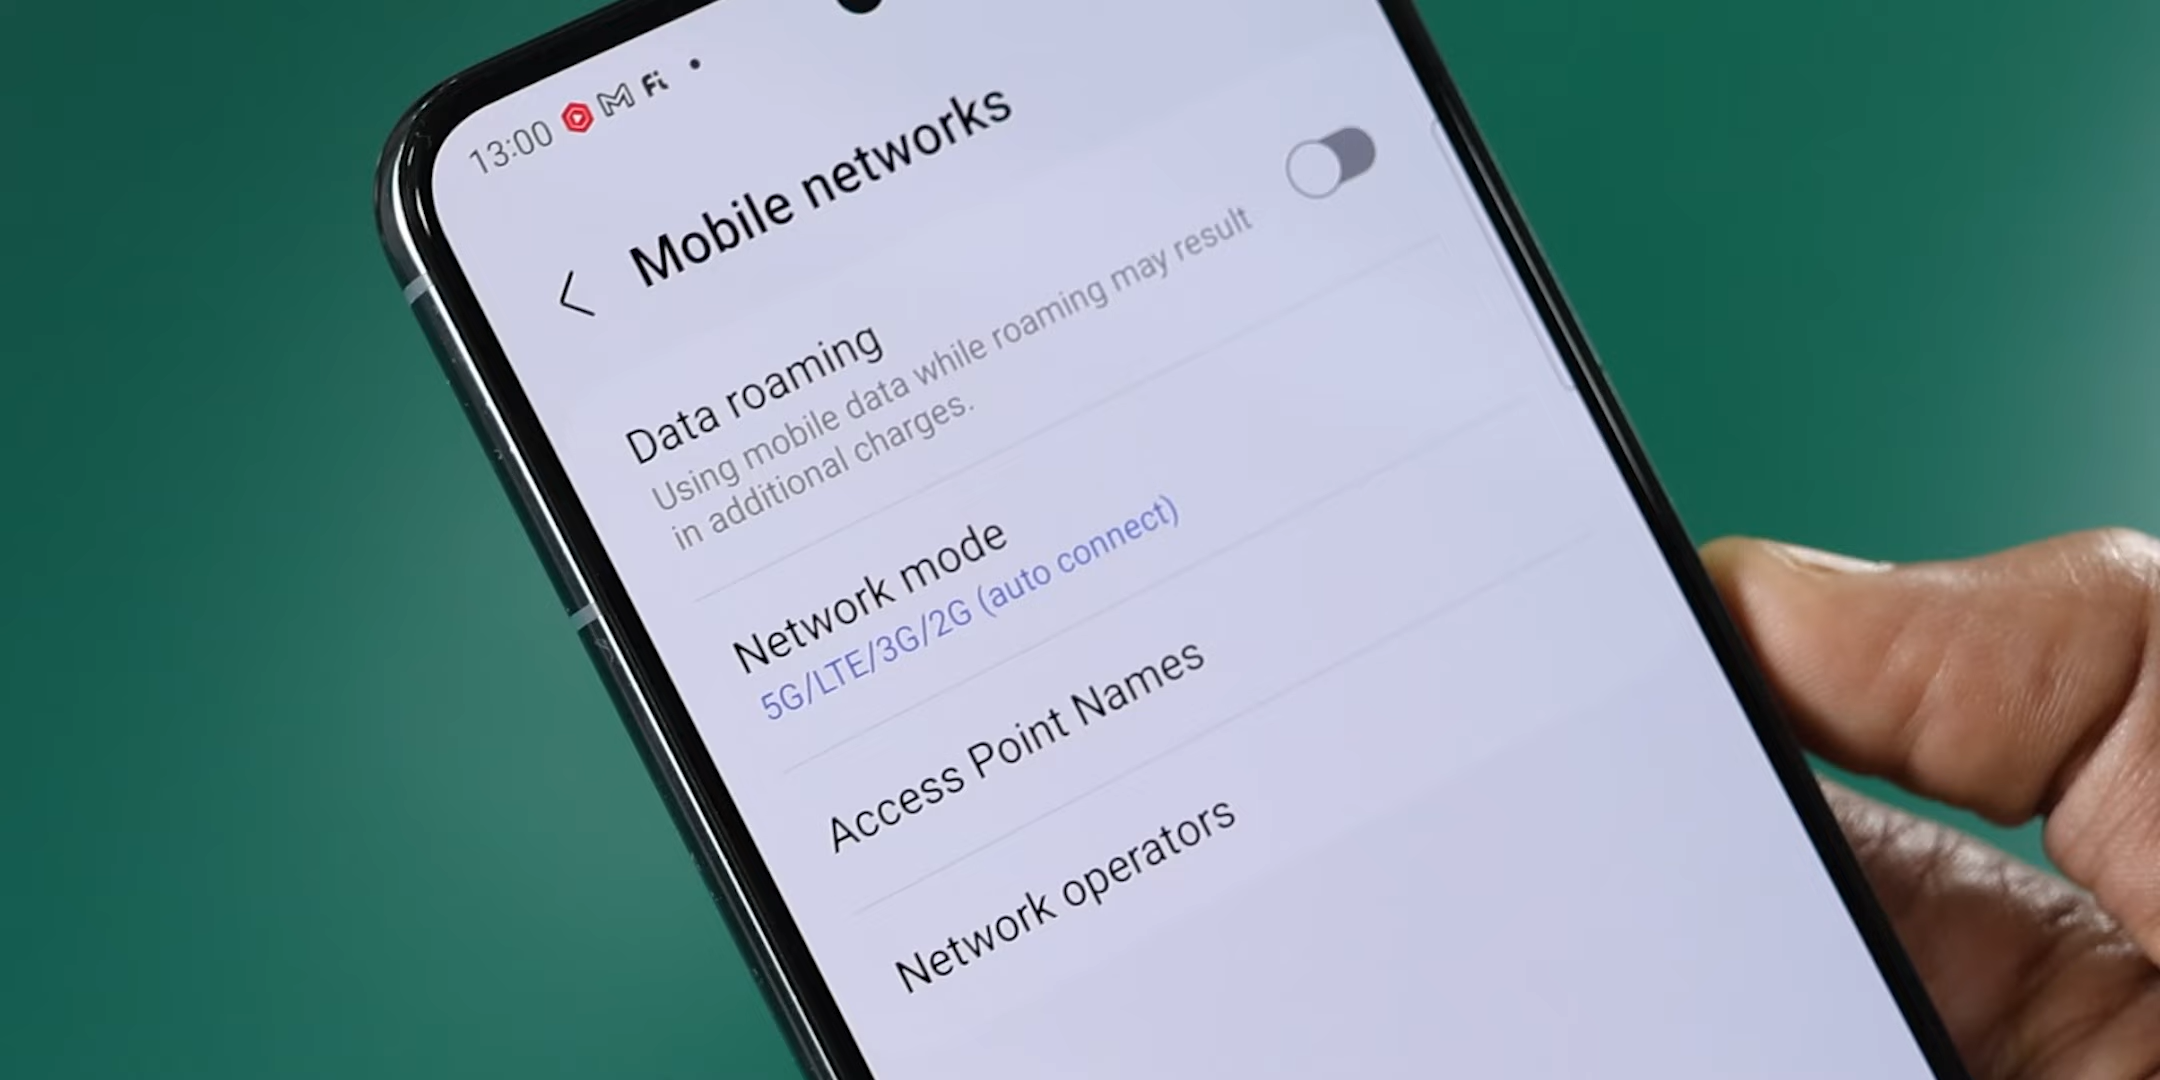 13:00 Fi
Mobile networks
Data roaming
Using mobile data while roaming may result
in additional charges.
Network mode
5G/LTE/3G/2G (auto connect)
Access Point Names
Network operators